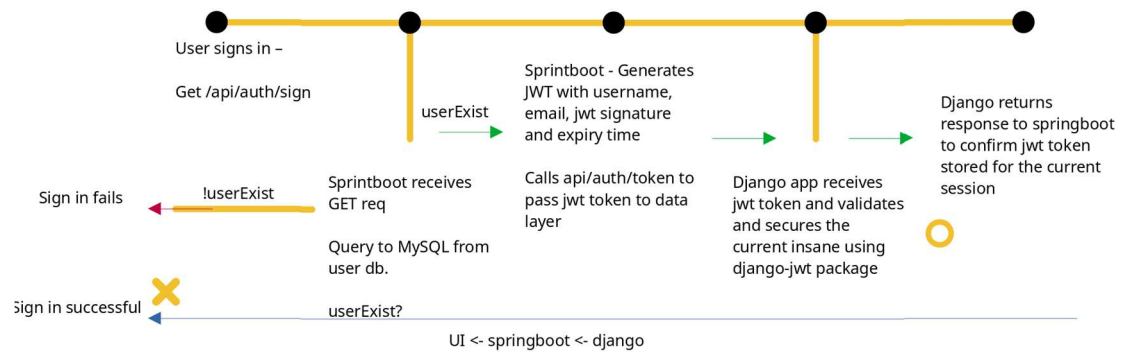 User signs in –
Get /api/auth/sign
userExist
Sprintboot - Generates
JWT with username,
email, jwt signature
and expiry time
Calls api/auth/token to
pass jwt token to data
layer
Django returns
response to springboot
to confirm jwt token
stored for the current
session
Sign in fails
!userExist
Sprintboot receives
GET req
Query to MySQL from
user db.
userExist?
Django app receives
jwt token and validates
and secures the
current insane using
django-jwt package
Sign in successful
UI <- springboot <- django